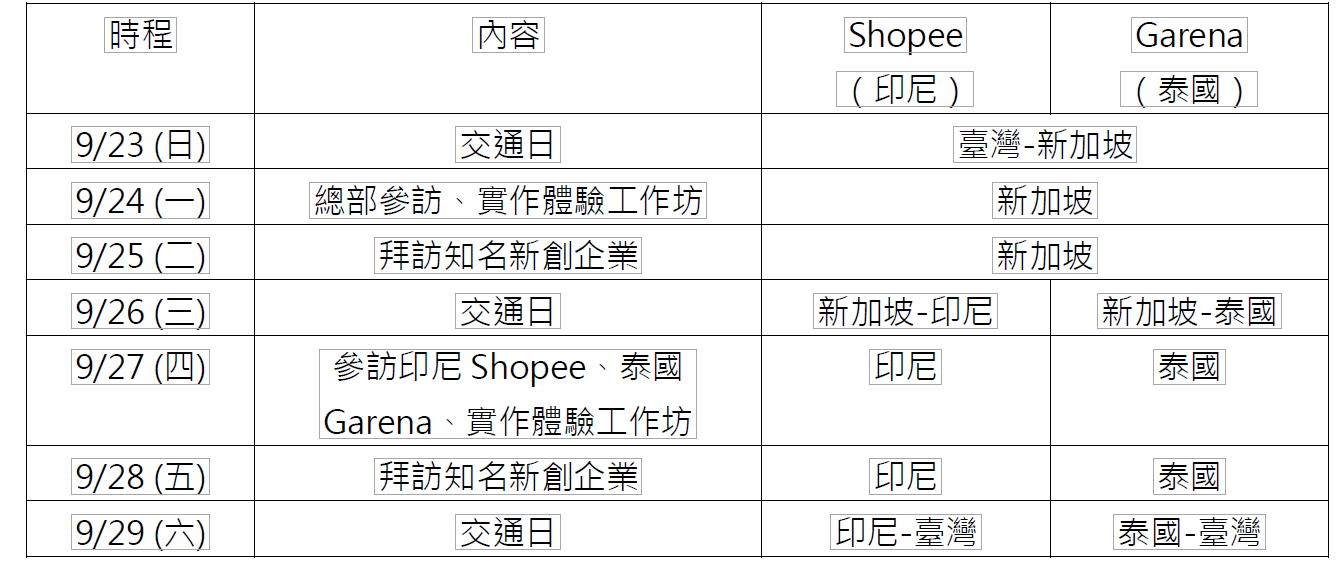 時程 內容 Shopee Garena
（印尼） （泰國）
9/23 (日) 交通日 臺灣-新加坡
9/24 (一) 總部參訪、實作體驗工作坊 新加坡
9/25 (二) 拜訪知名新創企業 新加坡
9/26 (三) 交通日 新加坡-印尼 新加坡-泰國
9/27 (四) 參訪印尼 Shopee、泰國 印尼 泰國
Garena、實作體驗工作坊
9/28 (五) 拜訪知名新創企業 印尼 泰國
9/29 (六) 交通日 印尼-臺灣 泰國-臺灣